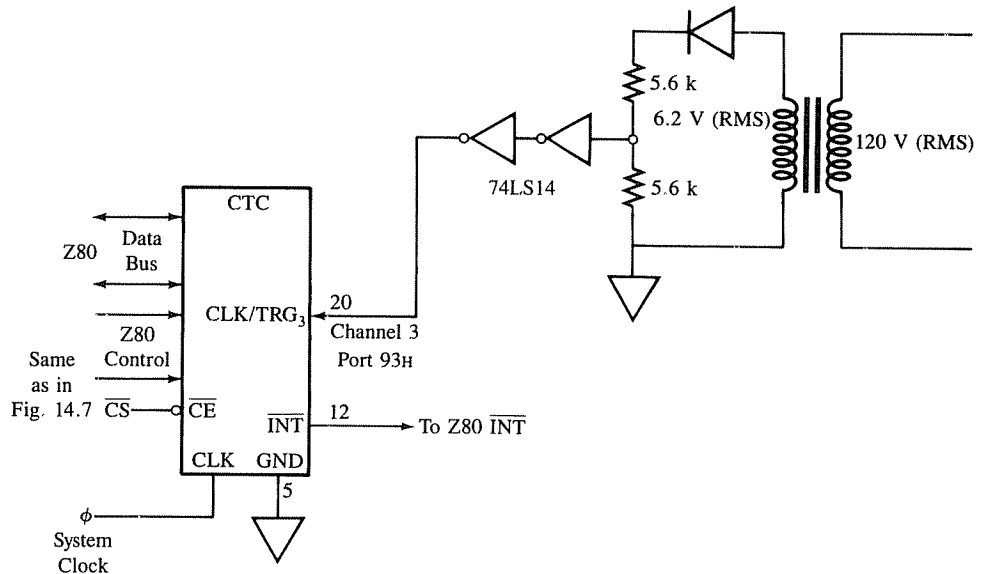 5.6 k
6.2 V (RMS)
120 V (RMS)
74LS14
5.6 k
CTC
Z80
Data
Bus
CLK/TRG3
20
Channel 3
Port 93H
Z80
Control
Same
as in
Fig. 14.7
CS
CE
INT
12
To Z80 INT
CLK
GND
5
ϕ
System
Clock